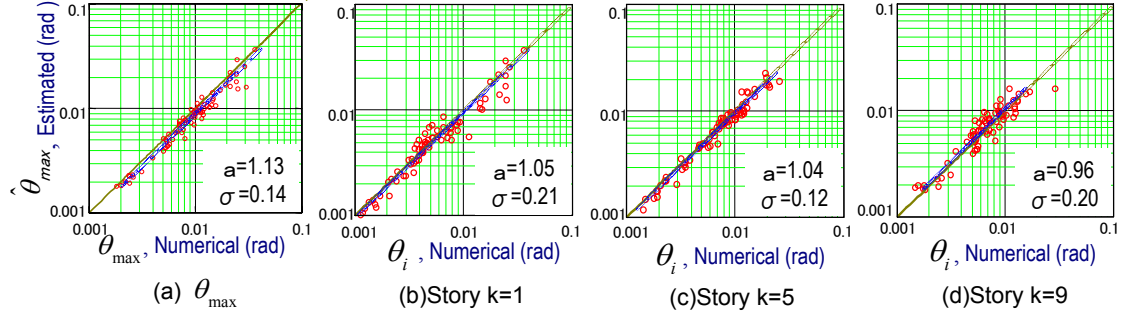 0.1
0.01
0.001
0.001
0.01
0.1
θ̂max, Estimated (rad)
a=1.13
σ=0.14
θmax, Numerical (rad)
(a) θmax
0.1
0.01
0.001
0.001
0.01
0.1
a=1.05
σ=0.21
θi, Numerical (rad)
(b)Story k=1
0.1
0.01
0.001
0.001
0.01
0.1
a=1.04
σ=0.12
θi, Numerical (rad)
(c)Story k=5
0.1
0.01
0.001
0.001
0.01
0.1
a=0.96
σ=0.20
θi, Numerical (rad)
(d)Story k=9